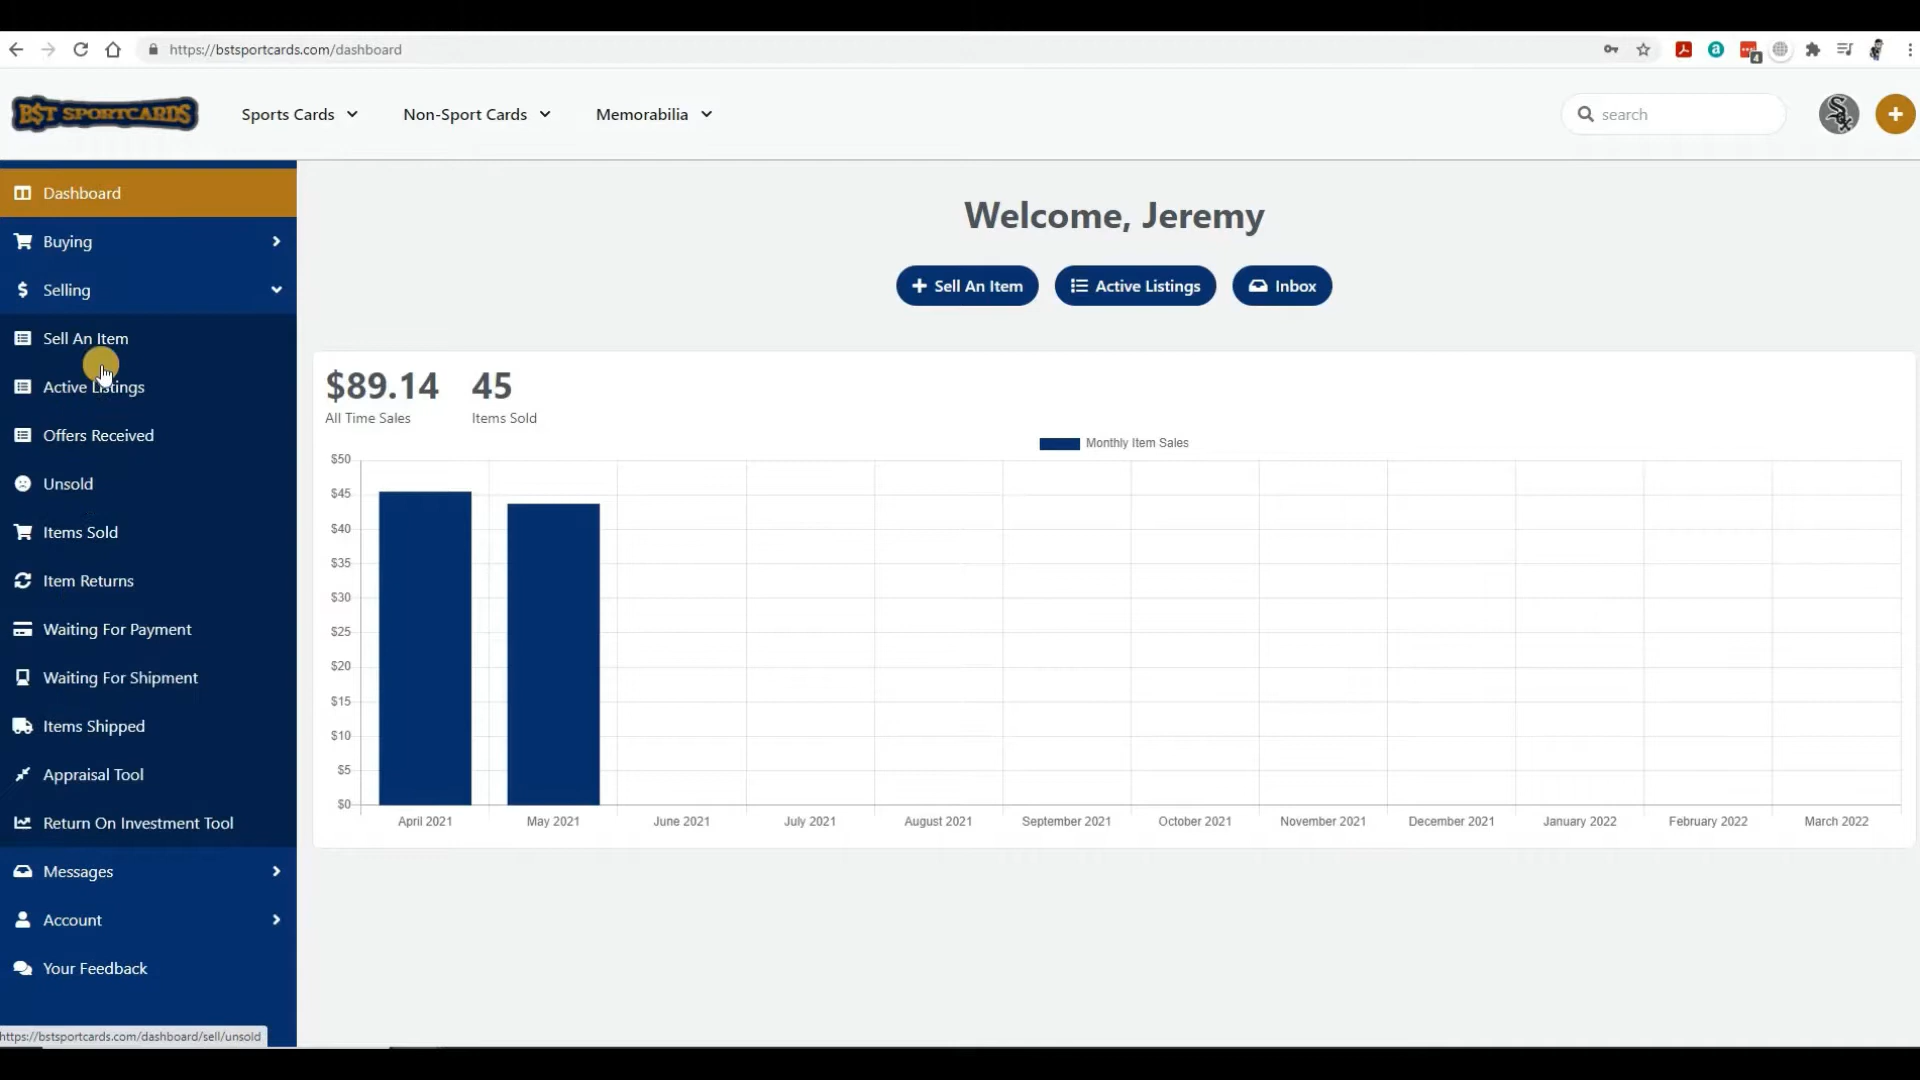 https://bstsportcards.com/dashboard
4
B$T SPORTCARDS
Sports Cards
Non-Sport Cards
Memorabilia
search
Dashboard
Buying
Selling
Sell An Item
Active Listings
Offers Received
Unsold
Items Sold
Item Returns
Waiting For Payment
Waiting For Shipment
Items Shipped
Appraisal Tool
Return On Investment Tool
Messages
Account
Your Feedback
https://bstsportcards.com/dashboard/sell/unsold
Welcome, Jeremy
Sell An Item
Active Listings
Inbox
$89.14
All Time Sales
45
Items Sold
Monthly Item Sales
$50
$45
$40
$35
$30
$25
$20
$15
$10
$5
$0
April 2021
May 2021
June 2021
July 2021
August 2021
September 2021
October 2021
November 2021
December 2021
January 2022
February 2022
March 2022